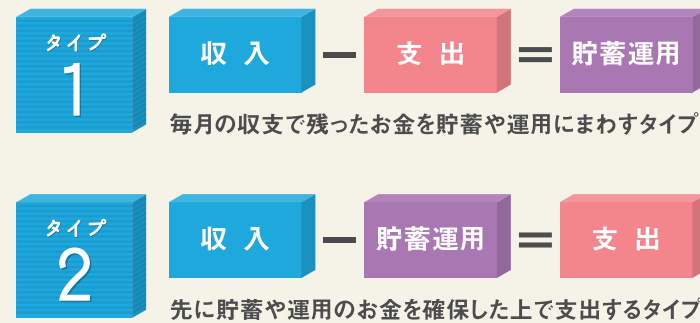 タイプ
1
収入 － 支出 ＝ 貯蓄運用
毎月の収支で残ったお金を貯蓄や運用にまわすタイプ
タイプ
2
収入 － 貯蓄運用 ＝ 支出
先に貯蓄や運用のお金を確保した上で支出するタイプ